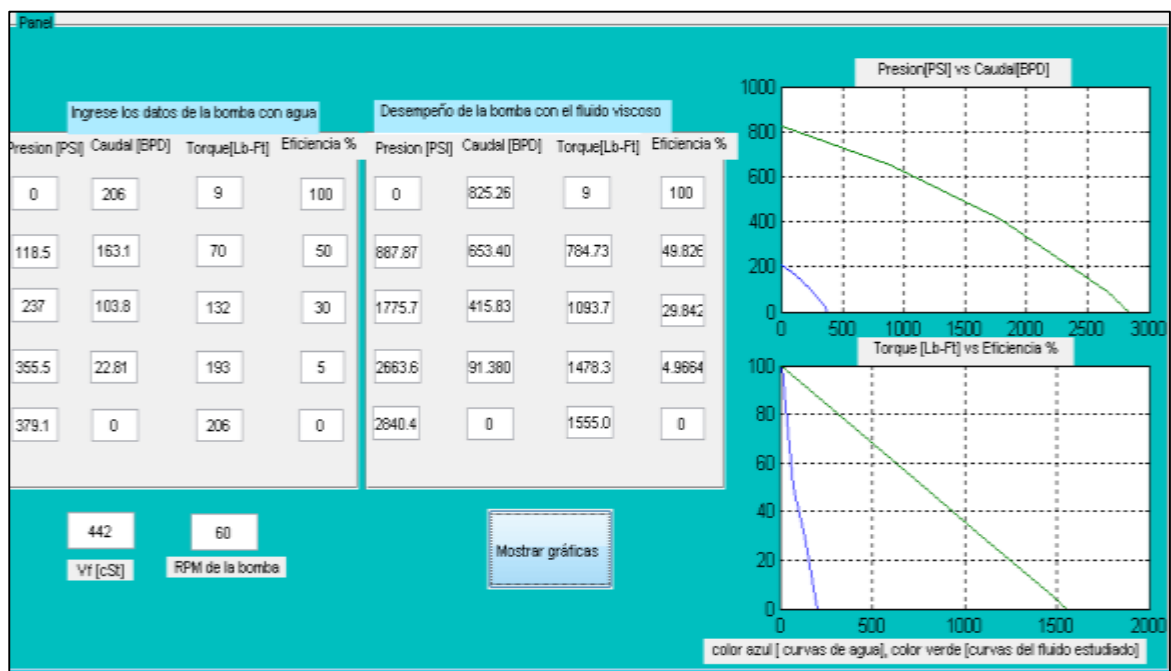 Panel
Ingrese los datos de la bomba con agua
Presion [PSI] Caudal [BPD] Torque[Lb-Ft] Eficiencia %
0 206 9 100
118.5 163.1 70 50
237 103.8 132 30
355.5 22.81 193 5
379.1 0 206 0
Desempeño de la bomba con el fluido viscoso
Presion [PSI] Caudal [BPD] Torque[Lb-Ft] Eficiencia %
0 825.26 9 100
887.87 653.40 784.73 49.826
1775.7 415.83 1093.7 29.842
2663.6 91.380 1478.3 4.9664
2840.4 0 1555.0 0
442
Vf [cSt]
60
RPM de la bomba
Mostrar gráficas
Presion[PSI] vs Caudal[BPD]
1000
800
600
400
200
0
0 500 1000 1500 2000 2500 3000
Torque [Lb-Ft] vs Eficiencia %
100
80
60
40
20
0
0 500 1000 1500 2000
color azul [ curvas de agua], color verde [curvas del fluido estudiado]